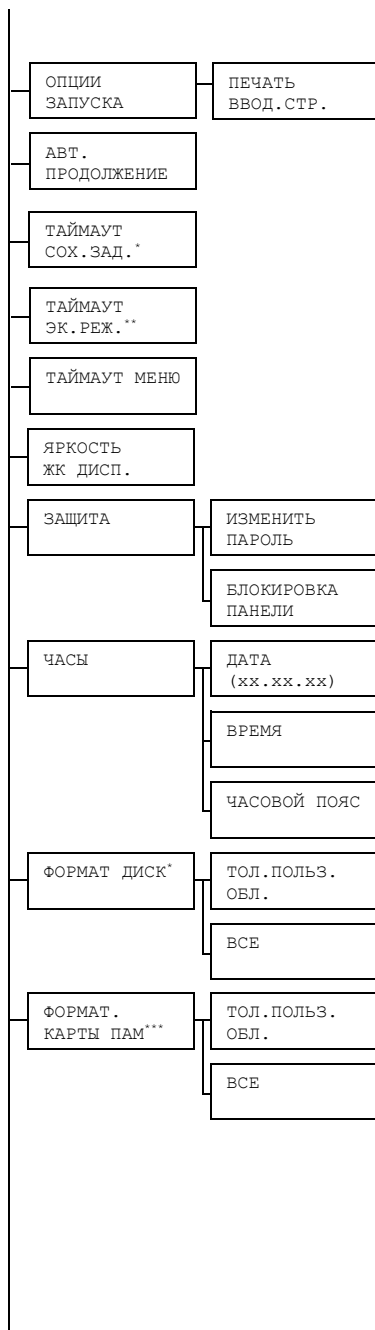 ОПЦИИ
ЗАПУСКА
ПЕЧАТЬ
ВВОД.СТР.
АВТ.
ПРОДОЛЖЕНИЕ
ТАЙМАУТ
СОХ.ЗАД.*
ТАЙМАУТ
ЭК.РЕЖ.**
ТАЙМАУТ МЕНЮ
ЯРКОСТЬ
ЖК ДИСП.
ЗАЩИТА
ИЗМЕНИТЬ
ПАРОЛЬ
БЛОКИРОВКА
ПАНЕЛИ
ЧАСЫ
ДАТА
(xx.xx.xx)
ВРЕМЯ
ЧАСОВОЙ ПОЯС
ФОРМАТ ДИСК*
ТОЛ.ПОЛЬЗ.
ОБЛ.
ВСЕ
ФОРМАТ.
КАРТЫ ПАМ***
ТОЛ.ПОЛЬЗ.
ОБЛ.
ВСЕ